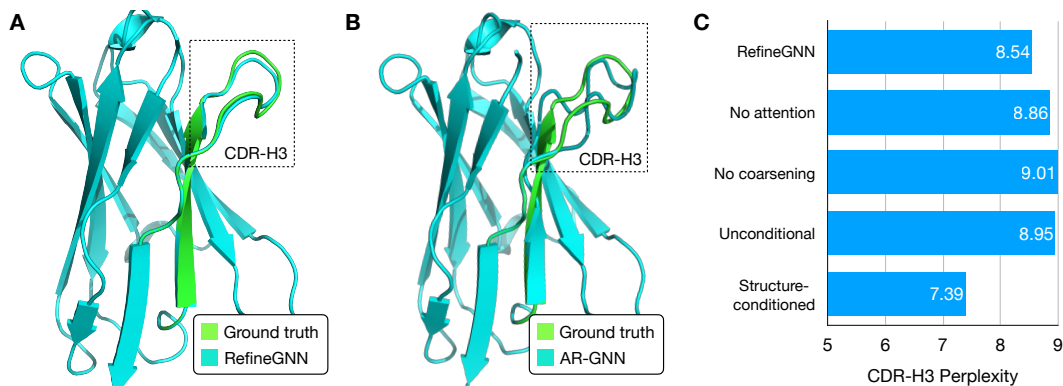 A
CDR-H3
Ground truth
RefineGNN
B
CDR-H3
Ground truth
AR-GNN
C
RefineGNN
8.54
No attention
8.86
No coarsening
9.01
Unconditional
8.95
Structure-
conditioned
7.39
5 6 7 8 9
CDR-H3 Perplexity